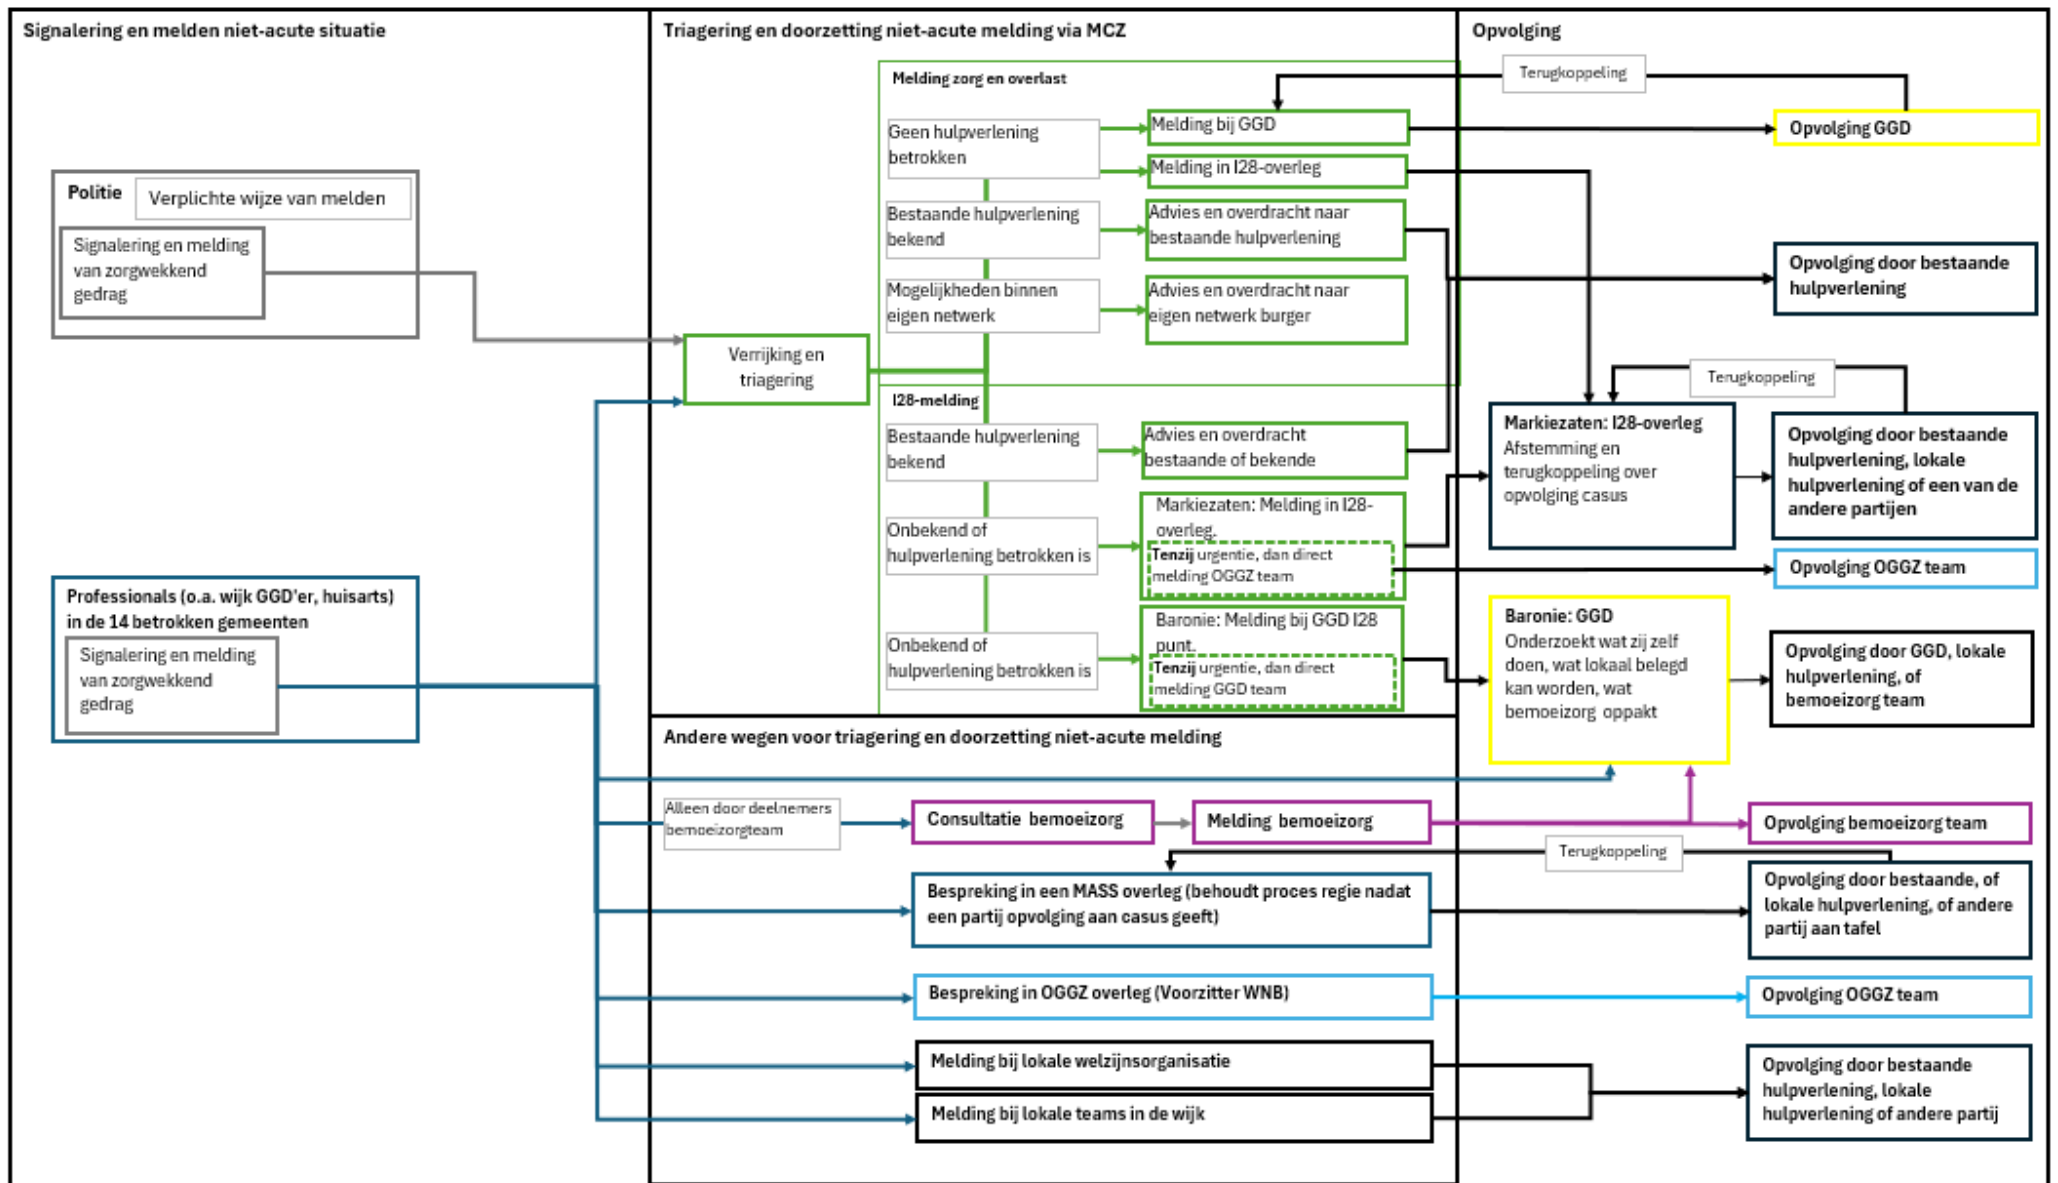 Signalering en melden niet-acute situatie
Politie
Verplichte wijze van melden
Signalering en melding
van zorgwekkend
gedrag
Professionals (o.a. wijk GGD'er, huisarts)
in de 14 betrokken gemeenten
Signalering en melding
van zorgwekkend
gedrag
Triagering en doorzetting niet-acute melding via MCZ
Verrijking en
triagering
Melding zorg en overlast
Geen hulpverlening
betrokken
Melding bij GGD
Melding in I28-overleg
Bestaande hulpverlening
bekend
Advies en overdracht naar
bestaande hulpverlening
Mogelijkheden binnen
eigen netwerk
Advies en overdracht naar
eigen netwerk burger
I28-melding
Bestaande hulpverlening
bekend
Advies en overdracht
bestaande of bekende
Onbekend of
hulpverlening betrokken is
Markiezaten: Melding in I28-
overleg.
Tenzij urgentie, dan direct
melding OGGZ team
Onbekend of
hulpverlening betrokken is
Baronie: Melding bij GGD I28
punt.
Tenzij urgentie, dan direct
melding GGD team
Andere wegen voor triagering en doorzetting niet-acute melding
Alleen door deelnemers
bemoeizorgteam
Consultatie bemoeizorg
Melding bemoeizorg
Bespreking in een MASS overleg (behoudt proces regie nadat
een partij opvolging aan casus geeft)
Bespreking in OGGZ overleg (Voorzitter WNB)
Melding bij lokale welzijnsorganisatie
Melding bij lokale teams in de wijk
Opvolging
Terugkoppeling
Opvolging GGD
Opvolging door bestaande
hulpverlening
Terugkoppeling
Markiezaten: I28-overleg
Afstemming en
terugkoppeling over
opvolging casus
Opvolging door bestaande
hulpverlening, lokale
hulpverlening of een van de
andere partijen
Opvolging OGGZ team
Baronie: GGD
Onderzoekt wat zij zelf
doen, wat lokaal belegd
kan worden, wat
bemoeizorg oppakt
Opvolging door GGD, lokale
hulpverlening, of
bemoeizorg team
Opvolging bemoeizorg team
Terugkoppeling
Opvolging door bestaande, of
lokale hulpverlening, of andere
partij aan tafel
Opvolging OGGZ team
Opvolging door bestaande
hulpverlening, lokale
hulpverlening of andere partij